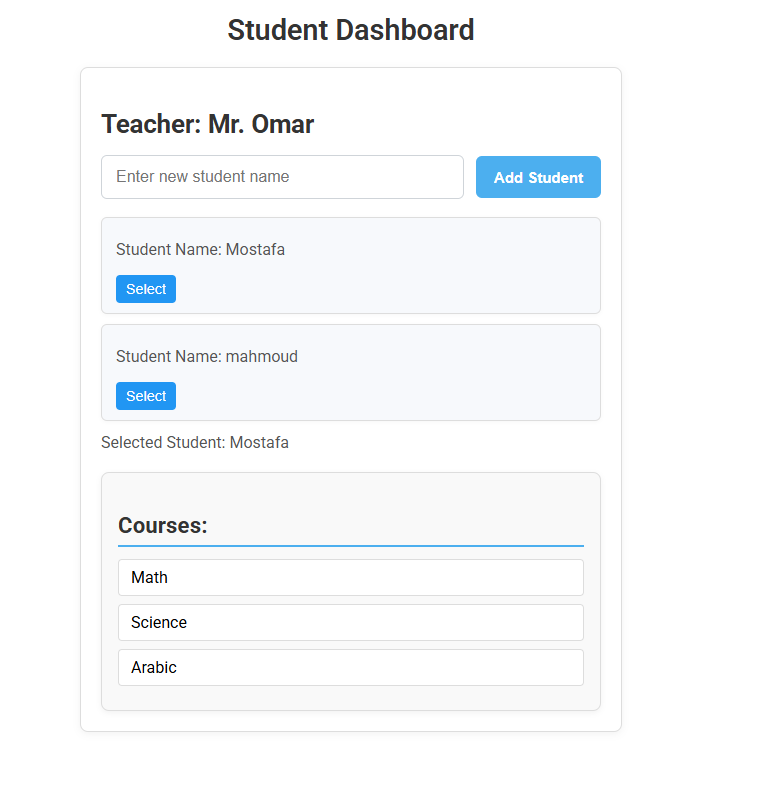 Student Dashboard
Teacher: Mr. Omar
Enter new student name
Add Student
Student Name: Mostafa
Select
Student Name: mahmoud
Select
Selected Student: Mostafa
Courses:
Math
Science
Arabic